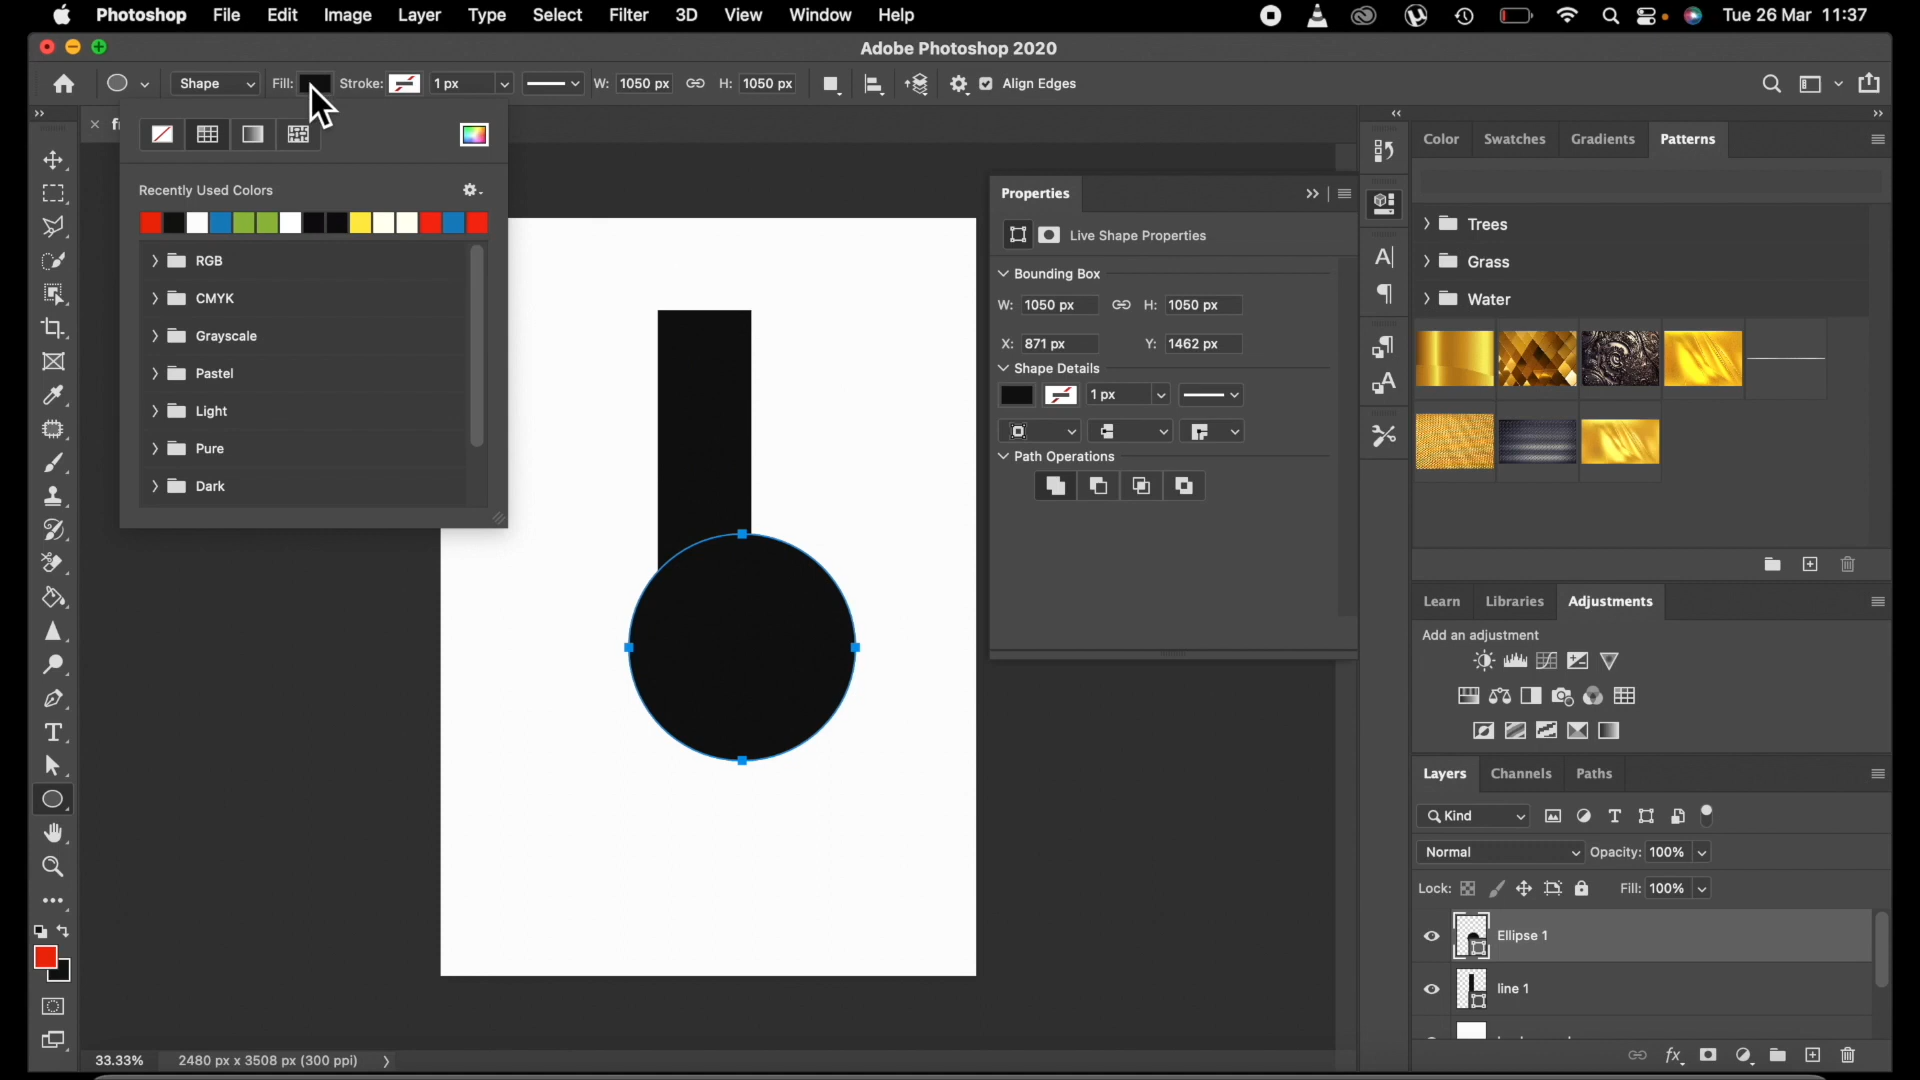 Photoshop File Edit Image Layer Type Select Filter 3D View Window Help Tue 26 Mar 11:37
Adobe Photoshop 2020
Shape Fill: Stroke: 1 px W: 1050 px H: 1050 px Align Edges
Color Swatches Gradients Patterns
Recently Used Colors
RGB
CMYK
Grayscale
Pastel
Light
Pure
Dark
Properties
Live Shape Properties
Bounding Box
W: 1050 px H: 1050 px
X: 871 px Y: 1462 px
Shape Details
1 px
Path Operations
Trees
Grass
Water
Learn Libraries Adjustments
Add an adjustment
Layers Channels Paths
Kind
Normal Opacity: 100%
Lock: Fill: 100%
Ellipse 1
line 1
33.33% 2480 px x 3508 px (300 ppi)